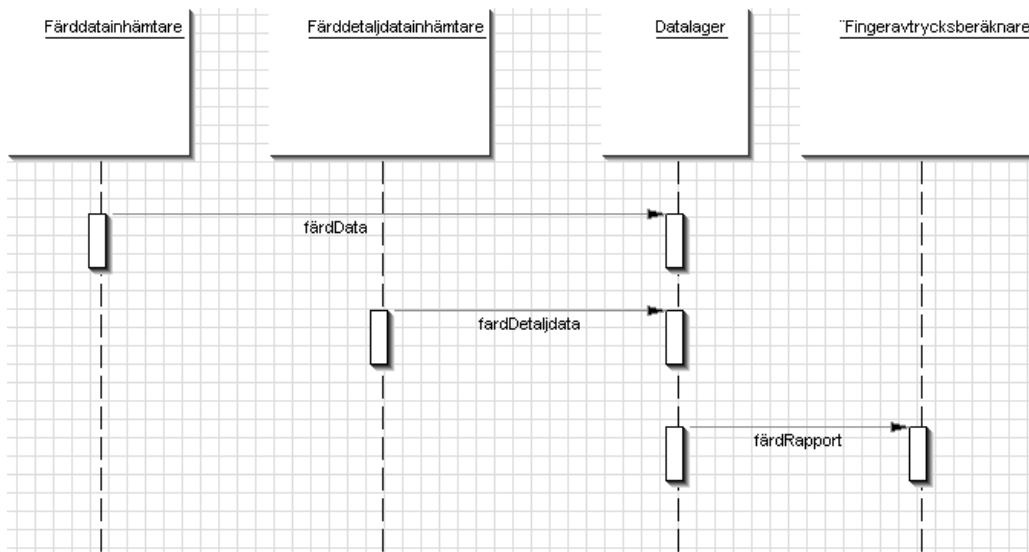 Färddatainhämtare
Färddetaljdatainhämtare
Datalager
¨Fingeravtrycksberäknare
färdData
fardDetaljdata
färdRapport